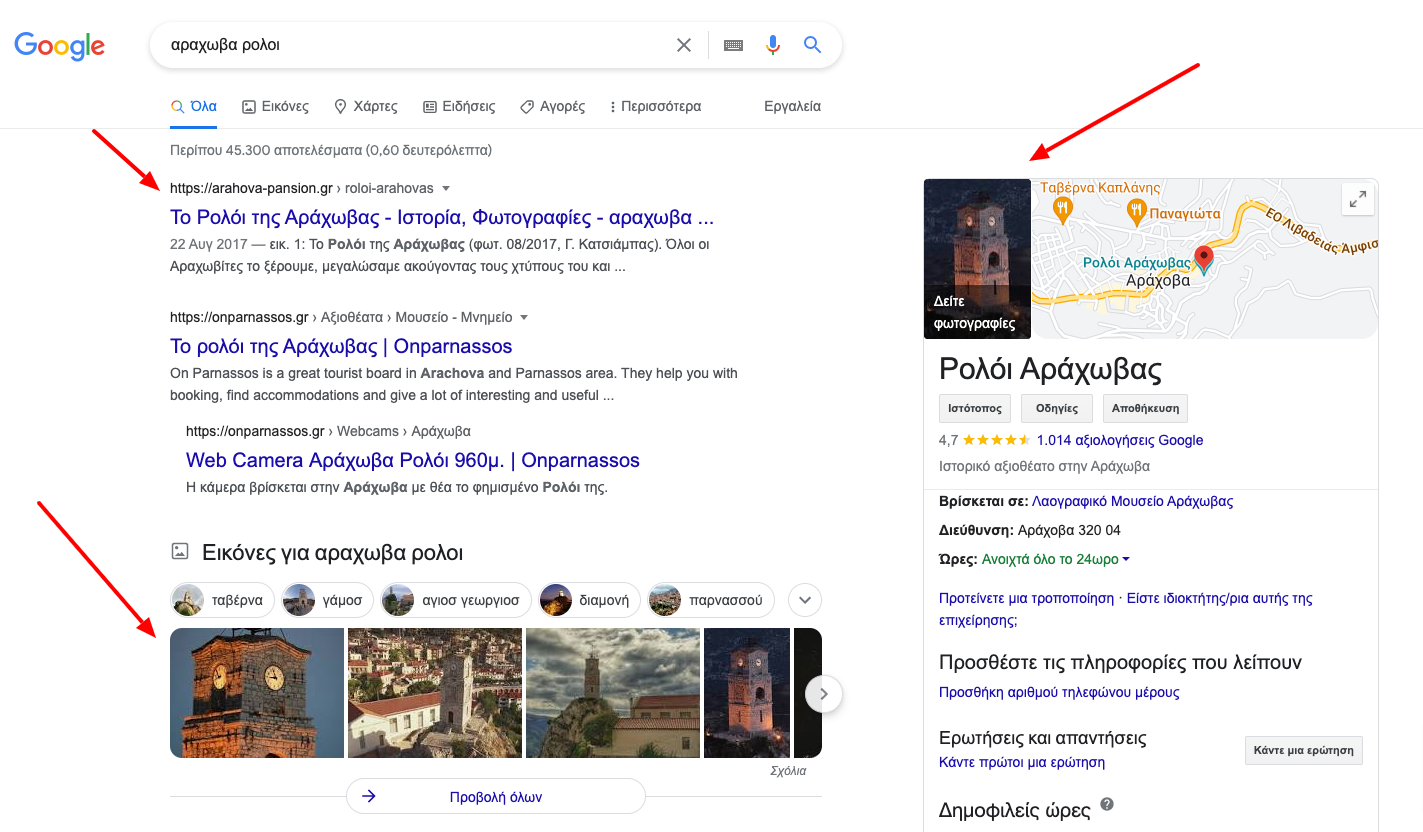 Google
αραχωβα ρολοι
Όλα
Εικόνες
Χάρτες
Ειδήσεις
Αγορές
Περισσότερα
Εργαλεία
Περίπου 45.300 αποτελέσματα (0,60 δευτερόλεπτα)
https://arahova-pansion.gr › roloi-arahovas
Το Ρολόι της Αράχωβας - Ιστορία, Φωτογραφίες - αραχωβα ...
22 Αυγ 2017 — εικ. 1: Το Ρολόι της Αράχωβας (φωτ. 08/2017, Γ. Κατσιάμπας). Όλοι οι
Αραχωβίτες το ξέρουμε, μεγαλώσαμε ακούγοντας τους χτύπους του και ...
https://onparnassos.gr › Αξιοθέατα › Μουσείο - Μνημείο
Το ρολόι της Αράχωβας | Onparnassos
On Parnassos is a great tourist board in Arachova and Parnassos area. They help you with
booking, find accommodations and give a lot of interesting and useful ...
https://onparnassos.gr › Webcams › Αράχωβα
Web Camera Αράχωβα Ρολόι 960μ. | Onparnassos
Η κάμερα βρίσκεται στην Αράχωβα με θέα το φημισμένο Ρολόι της.
Εικόνες για αραχωβα ρολοι
ταβέρνα
γάμοσ
αγιοσ γεωργιοσ
διαμονή
παρνασσού
Σχόλια
Προβολή όλων
Δείτε
φωτογραφίες
Ταβέρνα Καπλάνης
Παναγιώτα
ΕΟ Λιβαδειάς Άμφισ
Ρολόι Αράχωβας
Αράχοβα
Ρολόι Αράχωβας
Ιστότοπος
Οδηγίες
Αποθήκευση
4,7
1.014 αξιολογήσεις Google
Ιστορικό αξιοθέατο στην Αράχωβα
Βρίσκεται σε: Λαογραφικό Μουσείο Αράχωβας
Διεύθυνση: Αράχοβα 320 04
Ώρες: Ανοιχτά όλο το 24ωρο
Προτείνετε μια τροποποίηση · Είστε ιδιοκτήτης/ρια αυτής της
επιχείρησης;
Προσθέστε τις πληροφορίες που λείπουν
Προσθήκη αριθμού τηλεφώνου μέρους
Ερωτήσεις και απαντήσεις
Κάντε πρώτοι μια ερώτηση
Κάντε μια ερώτηση
Δημοφιλείς ώρες